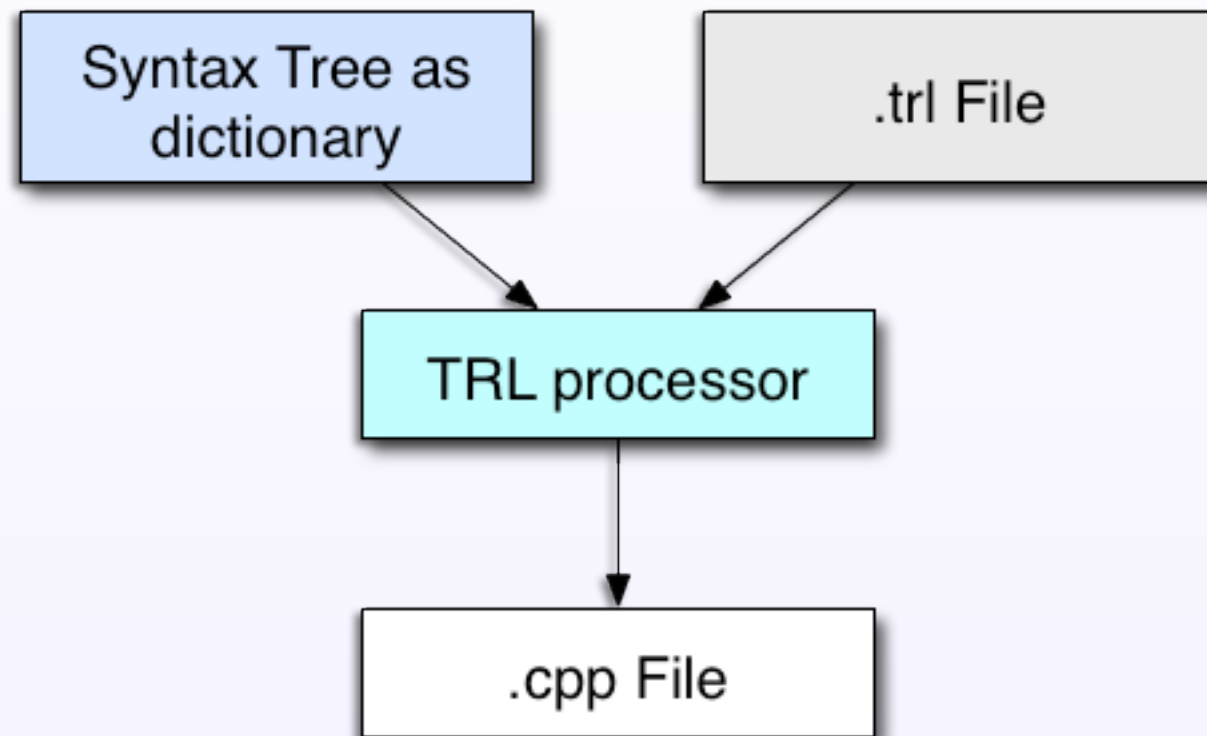 Syntax Tree as
dictionary
.trl File
TRL processor
.cpp File